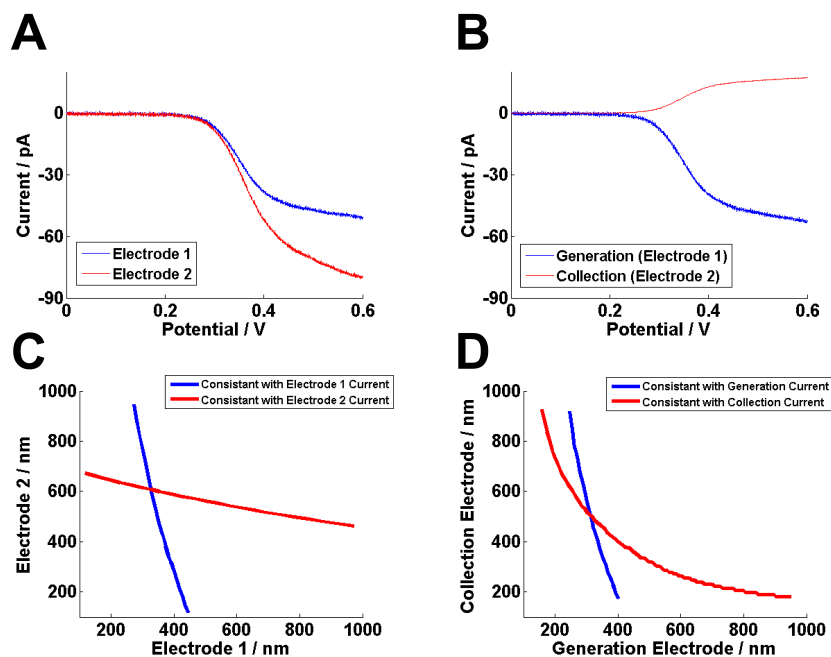 A
0
-30
-60
-90
Current / pA
0
0.2
0.4
0.6
Potential / V
Electrode 1
Electrode 2
B
0
-30
-60
-90
Current / pA
0
0.2
0.4
0.6
Potential / V
Generation (Electrode 1)
Collection (Electrode 2)
C
Consistant with Electrode 1 Current
Consistant with Electrode 2 Current
1000
800
600
400
200
Electrode 2 / nm
200
400
600
800
1000
Electrode 1 / nm
D
Consistant with Generation Current
Consistant with Collection Current
1000
800
600
400
200
Collection Electrode / nm
200
400
600
800
1000
Generation Electrode / nm